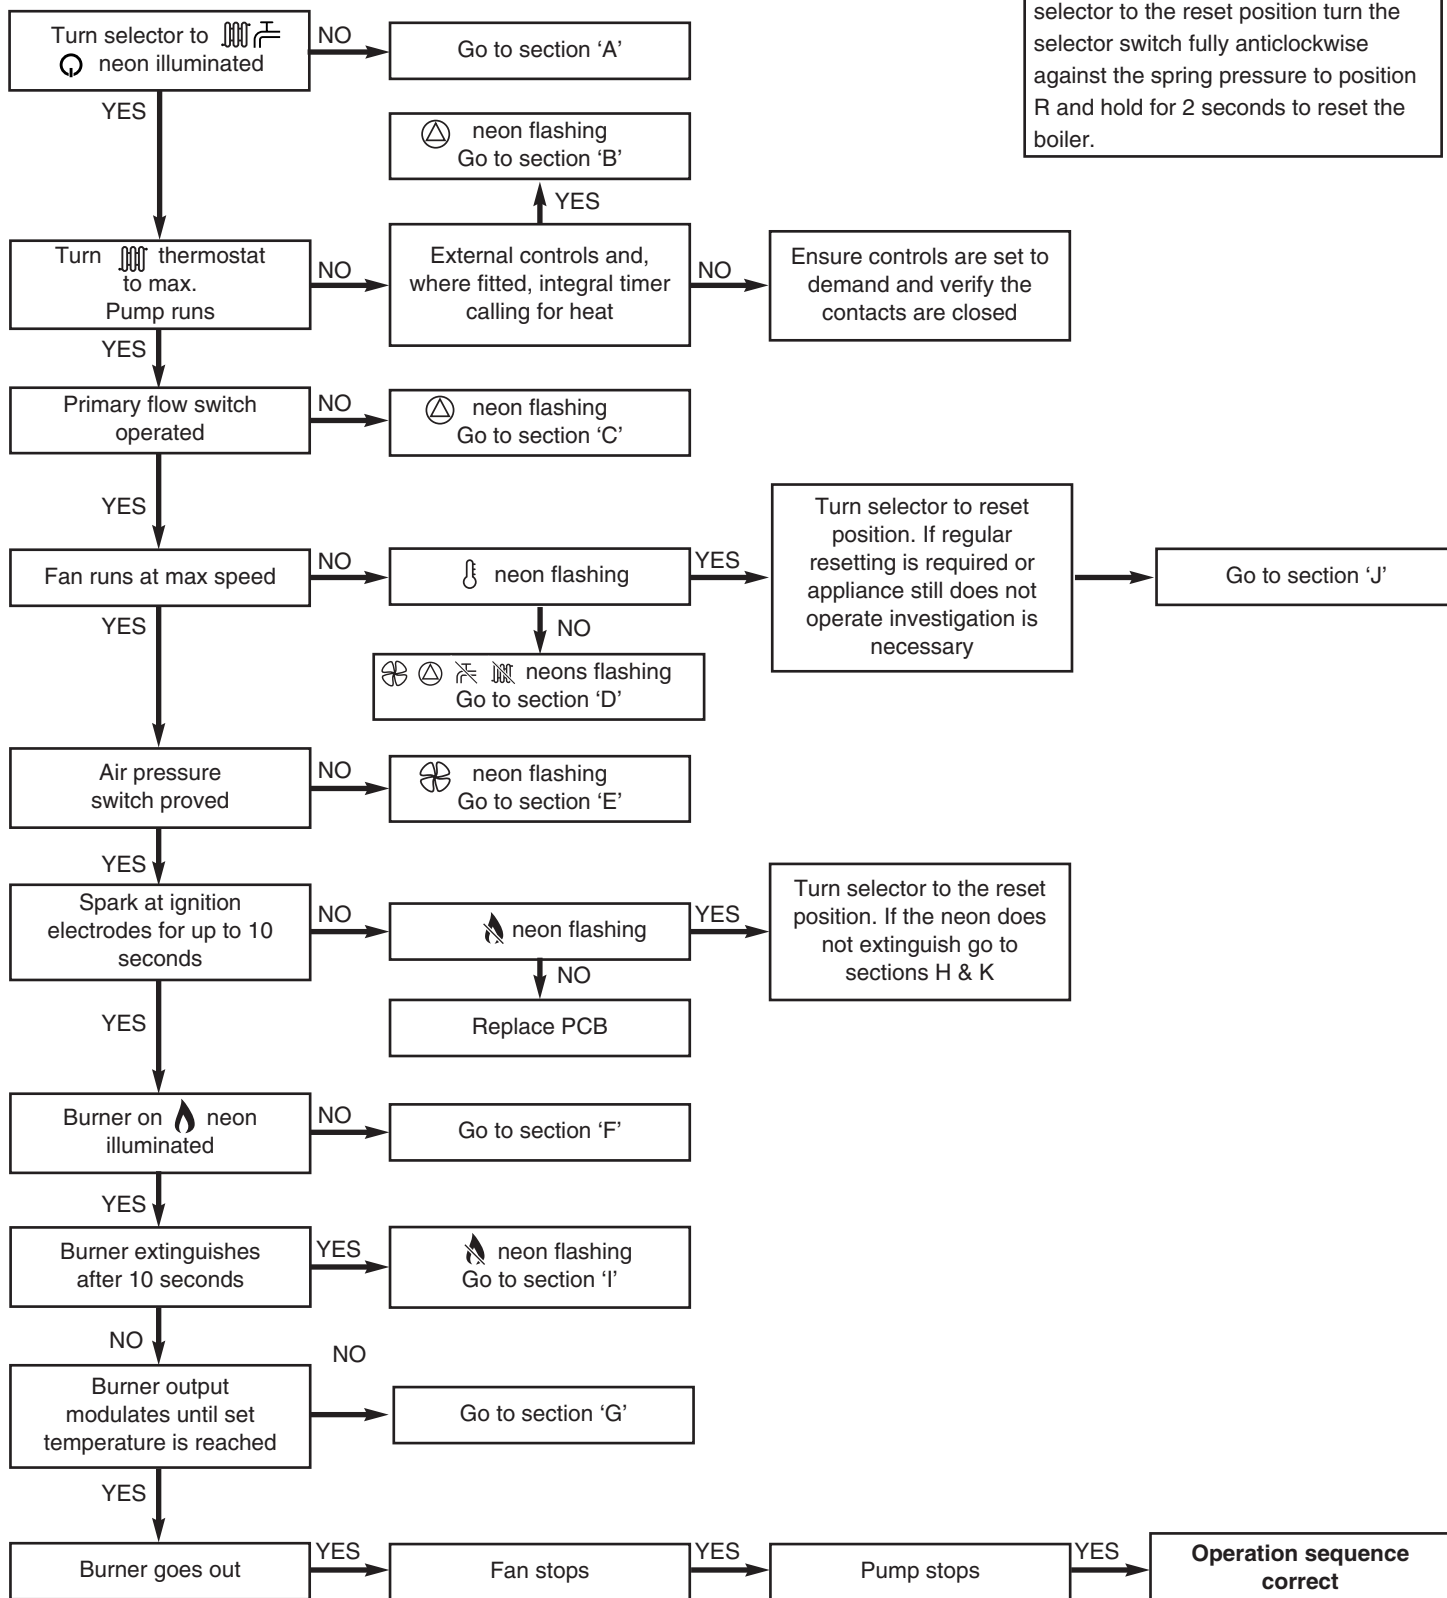 selector to the reset position turn the
selector switch fully anticlockwise
against the spring pressure to position
R and hold for 2 seconds to reset the
boiler.
Turn selector to
neon illuminated
NO
Go to section ‘A’
YES
neon flashing
Go to section ‘B’
YES
Turn thermostat
to max.
Pump runs
NO
External controls and,
where fitted, integral timer
calling for heat
NO
Ensure controls are set to
demand and verify the
contacts are closed
YES
Primary flow switch
operated
NO
neon flashing
Go to section ‘C’
YES
Fan runs at max speed
NO
neon flashing
YES
Turn selector to reset
position. If regular
resetting is required or
appliance still does not
operate investigation is
necessary
Go to section ‘J’
YES
NO
neons flashing
Go to section ‘D’
Air pressure
switch proved
NO
neon flashing
Go to section ‘E’
YES
Spark at ignition
electrodes for up to 10
seconds
NO
neon flashing
YES
Turn selector to the reset
position. If the neon does
not extinguish go to
sections H & K
NO
Replace PCB
YES
Burner on neon
illuminated
NO
Go to section ‘F’
YES
Burner extinguishes
after 10 seconds
YES
neon flashing
Go to section ‘I’
NO
NO
Burner output
modulates until set
temperature is reached
Go to section ‘G’
YES
Burner goes out
YES
Fan stops
YES
Pump stops
YES
Operation sequence
correct